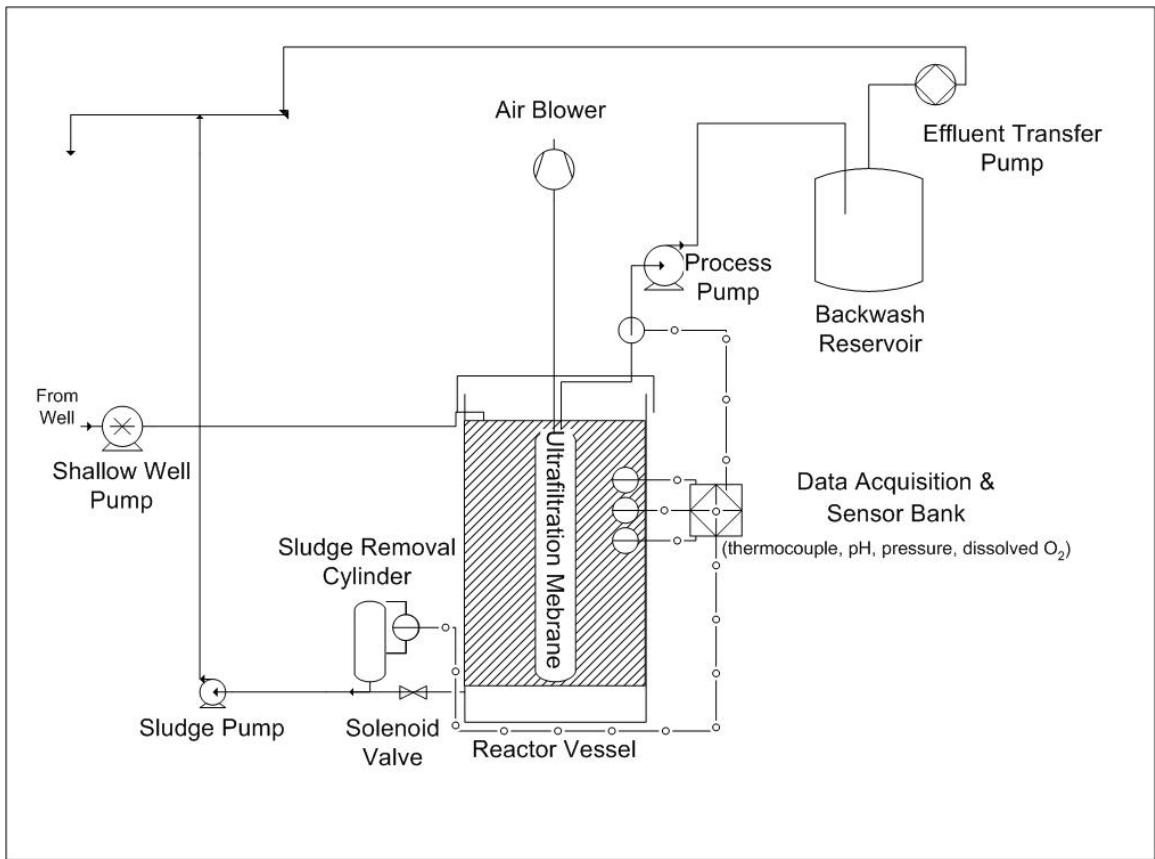 Air Blower
Effluent Transfer
Pump
Process
Pump
Backwash
Reservoir
From
Well
Shallow Well
Pump
Ultrafiltration Mebrane
Data Acquisition &
Sensor Bank
(thermocouple, pH, pressure, dissolved O₂)
Sludge Removal
Cylinder
Sludge Pump
Solenoid
Valve
Reactor Vessel